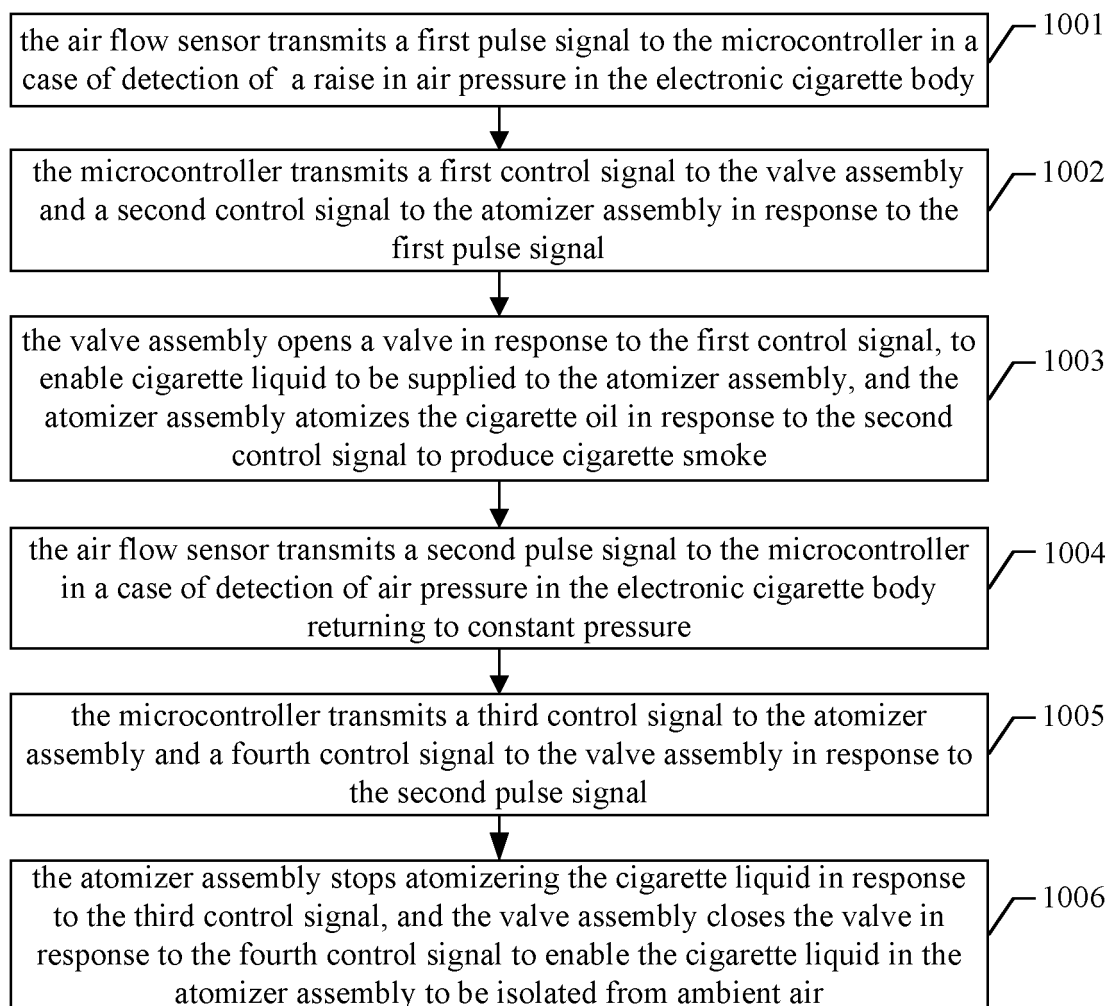 the air flow sensor transmits a first pulse signal to the microcontroller in a
case of detection of a raise in air pressure in the electronic cigarette body
1001
the microcontroller transmits a first control signal to the valve assembly
and a second control signal to the atomizer assembly in response to the
first pulse signal
1002
the valve assembly opens a valve in response to the first control signal, to
enable cigarette liquid to be supplied to the atomizer assembly, and the
atomizer assembly atomizes the cigarette oil in response to the second
control signal to produce cigarette smoke
1003
the air flow sensor transmits a second pulse signal to the microcontroller
in a case of detection of air pressure in the electronic cigarette body
returning to constant pressure
1004
the microcontroller transmits a third control signal to the atomizer
assembly and a fourth control signal to the valve assembly in response to
the second pulse signal
1005
the atomizer assembly stops atomizering the cigarette liquid in response
to the third control signal, and the valve assembly closes the valve in
response to the fourth control signal to enable the cigarette liquid in the
atomizer assembly to be isolated from ambient air
1006